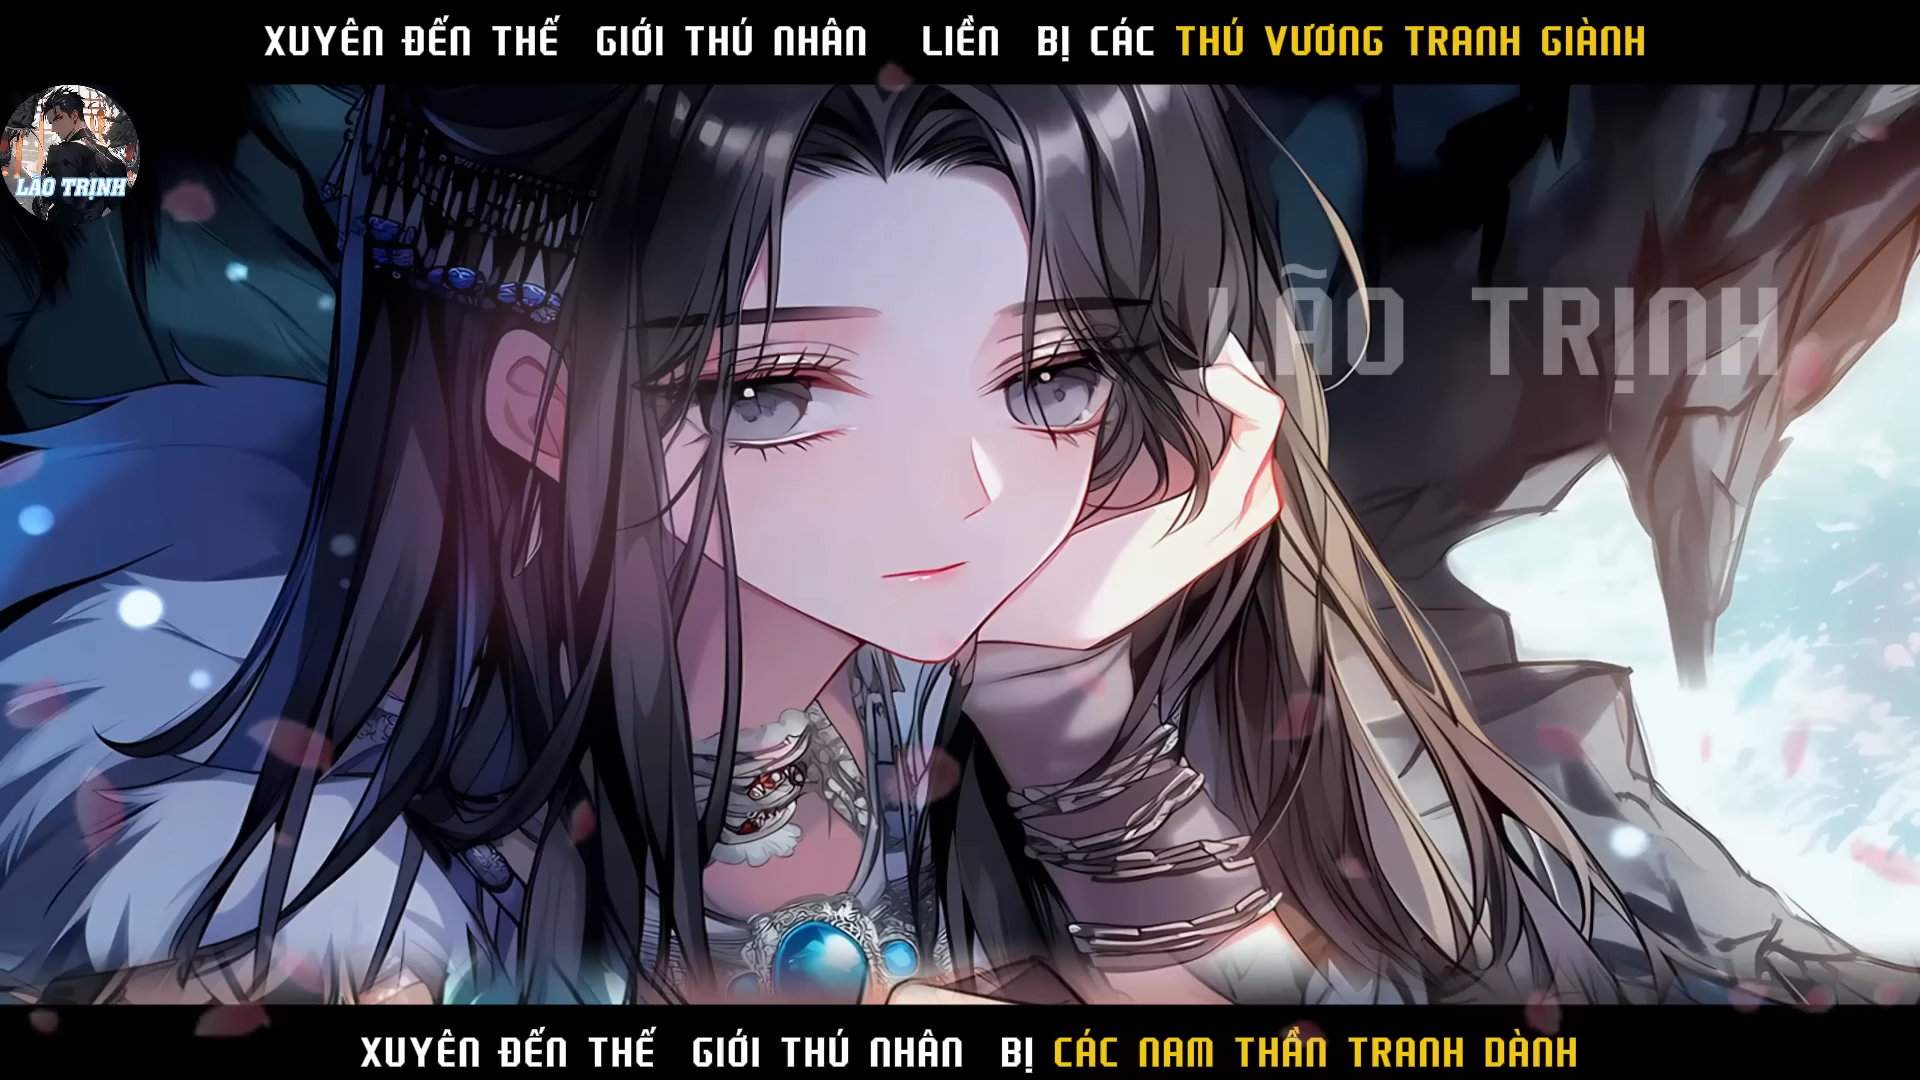 XUYÊN ĐẾN THẾ GIỚI THÚ NHÂN LIỀN BỊ CÁC THÚ VƯƠNG TRANH GIÀNH
LÃO TRỊNH
LÃO TRỊNH
XUYÊN ĐẾN THẾ GIỚI THÚ NHÂN BỊ CÁC NAM THẦN TRANH DÀNH